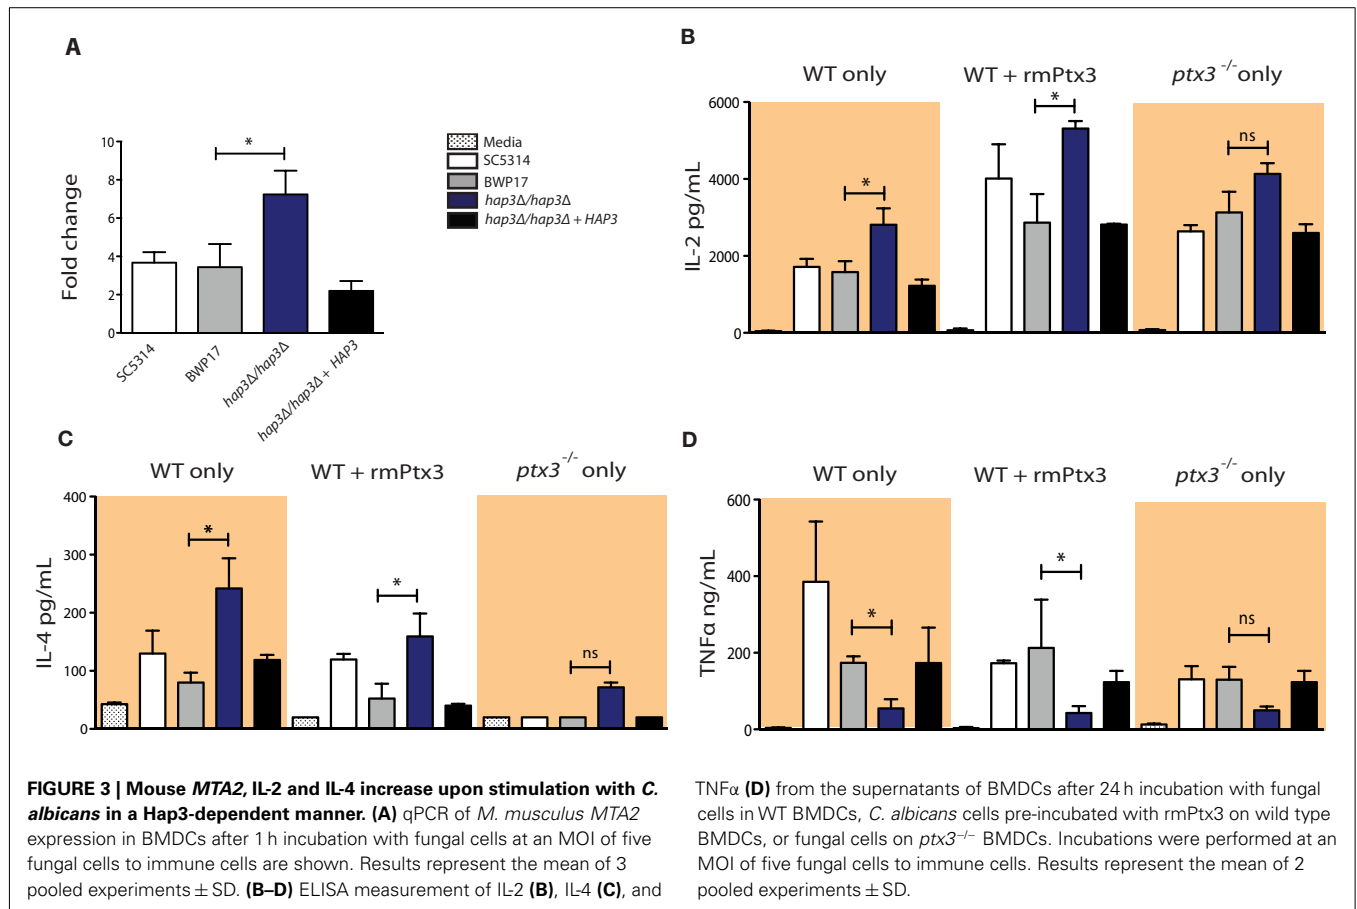 A
Fold change
10
8
6
4
2
0
*
SC5314
BWP17
hap3Δ/hap3Δ
hap3Δ/hap3Δ + HAP3
Media
SC5314
BWP17
hap3Δ/hap3Δ
hap3Δ/hap3Δ + HAP3
B
WT only
WT + rmPtx3
ptx3 -/- only
IL-2 pg/mL
6000
4000
2000
0
*
*
ns
C
WT only
WT + rmPtx3
ptx3 -/- only
IL-4 pg/mL
400
300
200
100
0
*
*
ns
D
WT only
WT + rmPtx3
ptx3 -/- only
TNFα ng/mL
600
400
200
0
*
*
ns
FIGURE 3 | Mouse MTA2, IL-2 and IL-4 increase upon stimulation with C.
albicans in a Hap3-dependent manner. (A) qPCR of M. musculus MTA2
expression in BMDCs after 1 h incubation with fungal cells at an MOI of five
fungal cells to immune cells are shown. Results represent the mean of 3
pooled experiments ± SD. (B–D) ELISA measurement of IL-2 (B), IL-4 (C), and
TNFα (D) from the supernatants of BMDCs after 24 h incubation with fungal
cells in WT BMDCs, C. albicans cells pre-incubated with rmPtx3 on wild type
BMDCs, or fungal cells on ptx3−/− BMDCs. Incubations were performed at an
MOI of five fungal cells to immune cells. Results represent the mean of 2
pooled experiments ± SD.